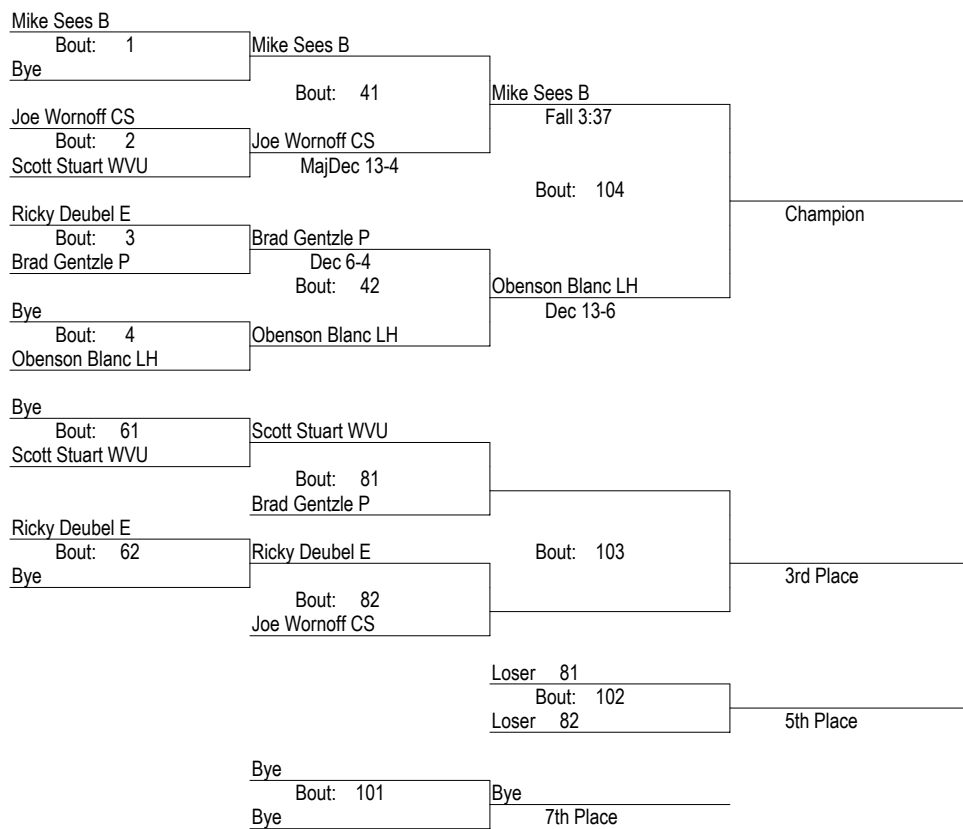 Mike Sees B
Bout: 1
Bye
Mike Sees B
Bout: 41
Joe Wornoff CS
Bout: 2
Scott Stuart WVU
Joe Wornoff CS
MajDec 13-4
Mike Sees B
Fall 3:37
Bout: 104
Champion
Ricky Deubel E
Bout: 3
Brad Gentzle P
Brad Gentzle P
Dec 6-4
Bout: 42
Obenson Blanc LH
Dec 13-6
Bye
Bout: 4
Obenson Blanc LH
Obenson Blanc LH
Bye
Bout: 61
Scott Stuart WVU
Scott Stuart WVU
Bout: 81
Brad Gentzle P
Ricky Deubel E
Bout: 62
Bye
Ricky Deubel E
Bout: 82
Joe Wornoff CS
Bout: 103
3rd Place
Loser 81
Bout: 102
Loser 82
5th Place
Bye
Bout: 101
Bye
Bye
7th Place